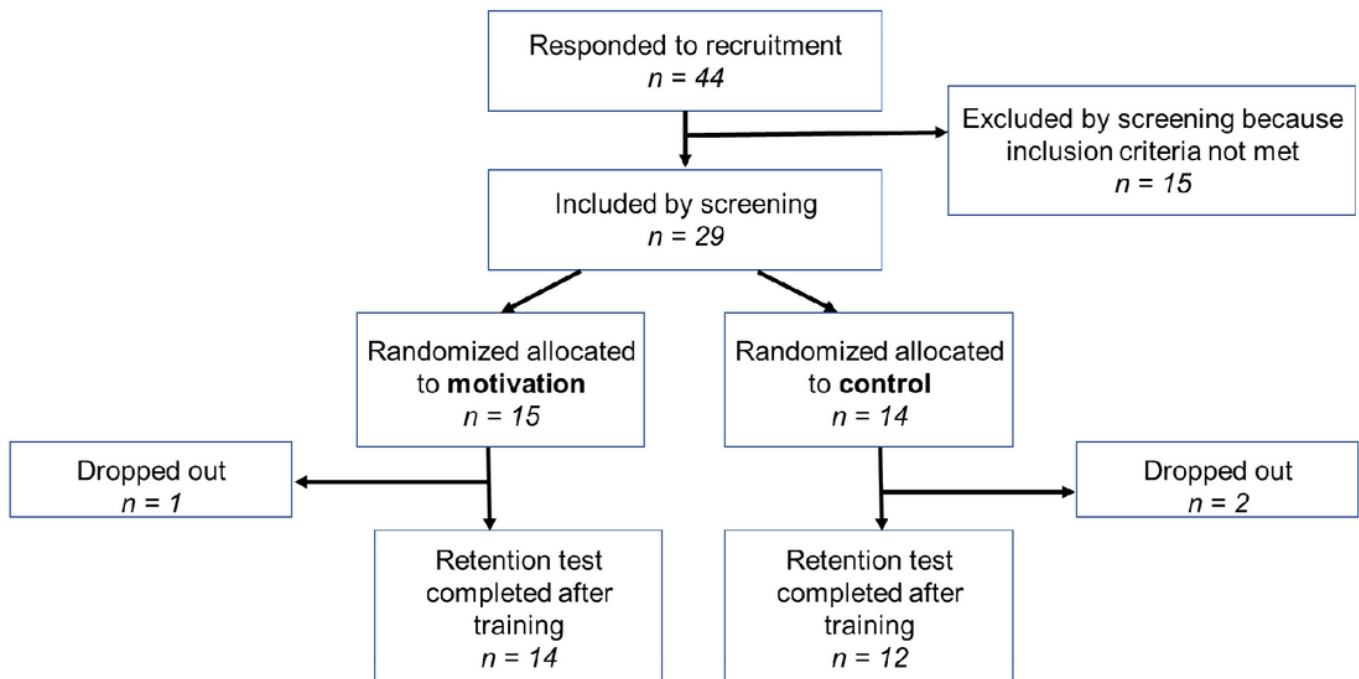 Responded to recruitment
n = 44
Excluded by screening because
inclusion criteria not met
n = 15
Included by screening
n = 29
Randomized allocated
to motivation
n = 15
Randomized allocated
to control
n = 14
Dropped out
n = 1
Dropped out
n = 2
Retention test
completed after
training
n = 14
Retention test
completed after
training
n = 12